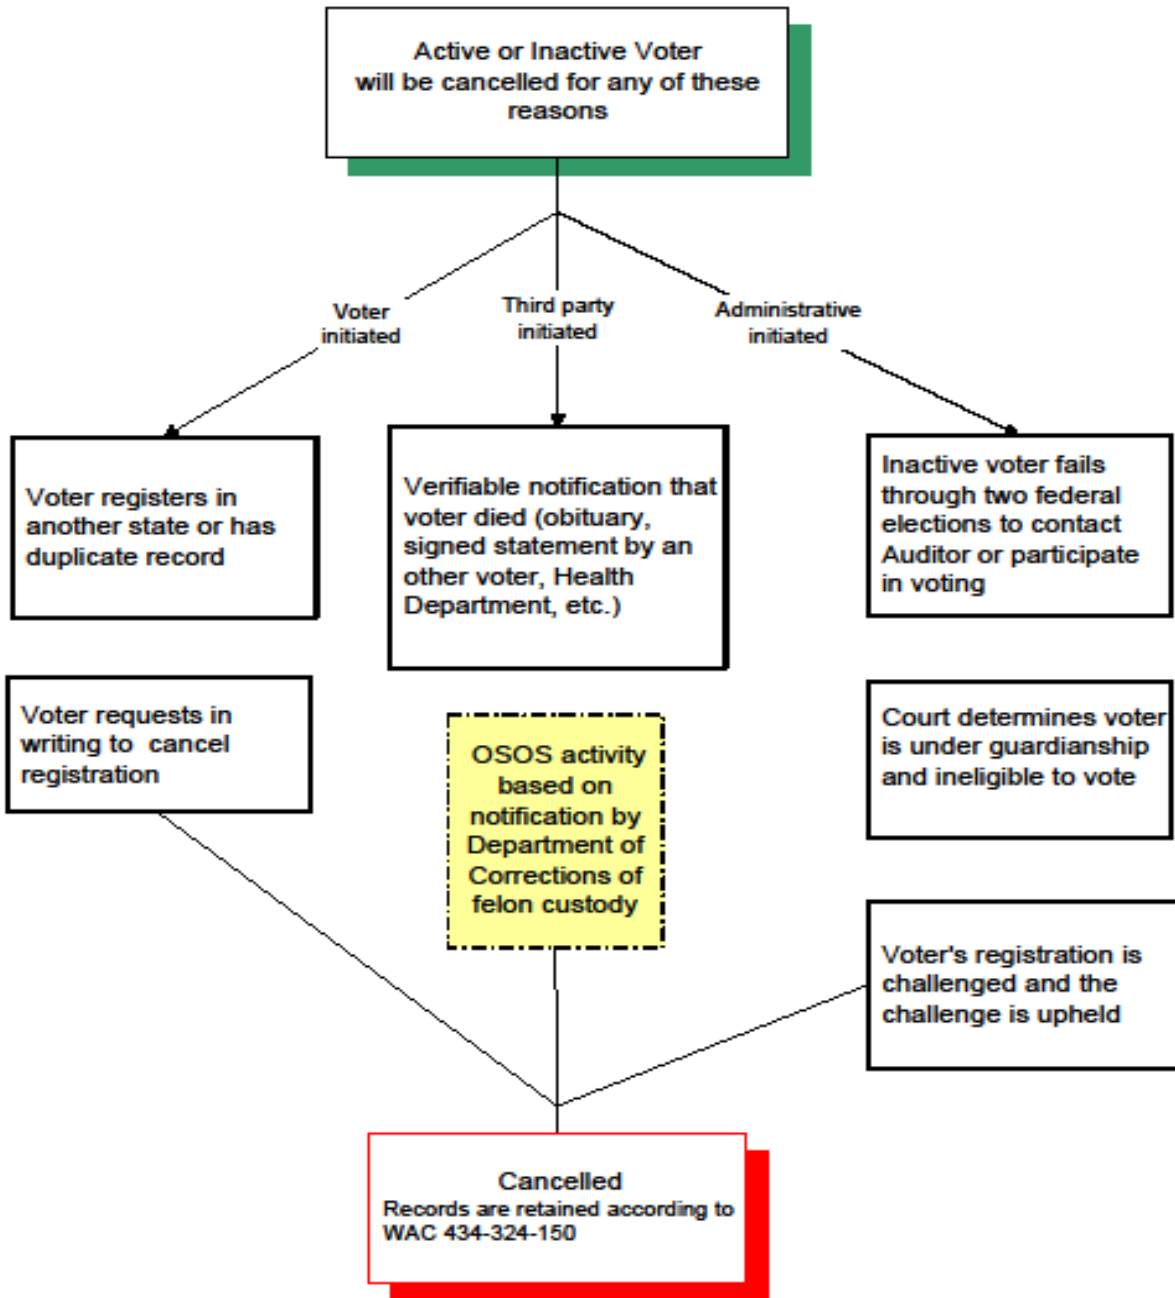 Active or Inactive Voter
will be cancelled for any of these
reasons
Voter
initiated
Third party
initiated
Administrative
initiated
Voter registers in
another state or has
duplicate record
Verifiable notification that
voter died (obituary,
signed statement by an
other voter, Health
Department, etc.)
Inactive voter fails
through two federal
elections to contact
Auditor or participate
in voting
Voter requests in
writing to cancel
registration
OSOS activity
based on
notification by
Department of
Corrections of
felon custody
Court determines voter
is under guardianship
and ineligible to vote
Voter's registration is
challenged and the
challenge is upheld
Cancelled
Records are retained according to
WAC 434-324-150